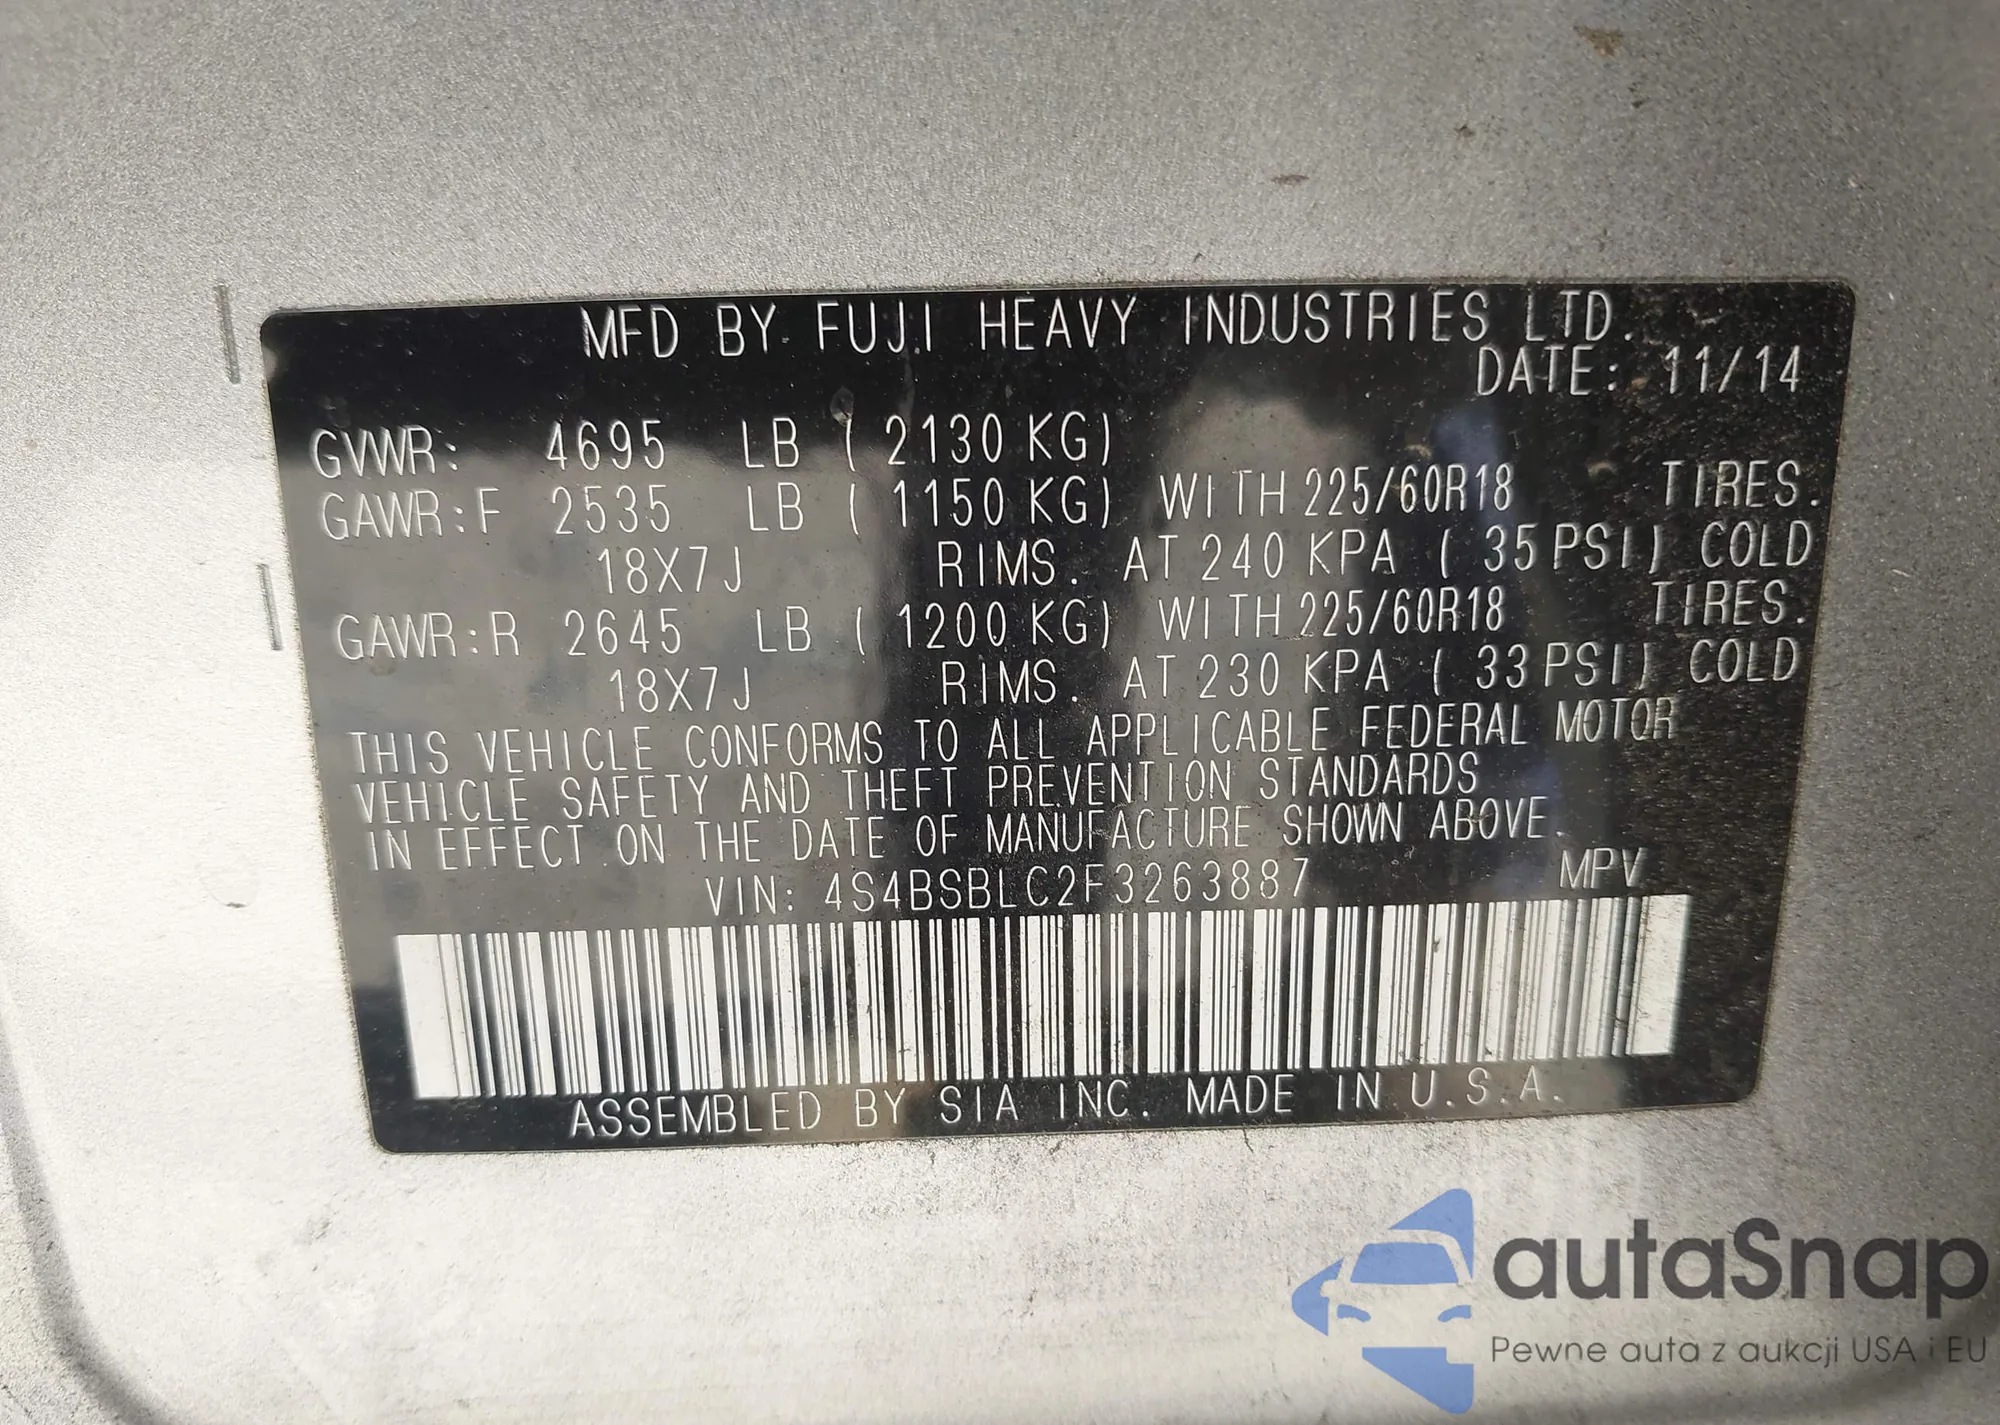 MFD BY FUJI HEAVY INDUSTRIES LTD.
DATE: 11/14
GVWR: 4695 LB ( 2130 KG)
GAWR:F 2535 LB ( 1150 KG) WITH 225/60R18 TIRES.
18X7J RIMS. AT 240 KPA ( 35 PSI) COLD
GAWR:R 2645 LB ( 1200 KG) WITH 225/60R18 TIRES.
18X7J RIMS. AT 230 KPA ( 33 PSI) COLD
THIS VEHICLE CONFORMS TO ALL APPLICABLE FEDERAL MOTOR
VEHICLE SAFETY AND THEFT PREVENTION STANDARDS
IN EFFECT ON THE DATE OF MANUFACTURE SHOWN ABOVE.
VIN: 4S4BSBLC2F3263887 MPV
ASSEMBLED BY SIA INC. MADE IN U.S.A.
autaSnap
Pewne auta z aukcji USA i EU